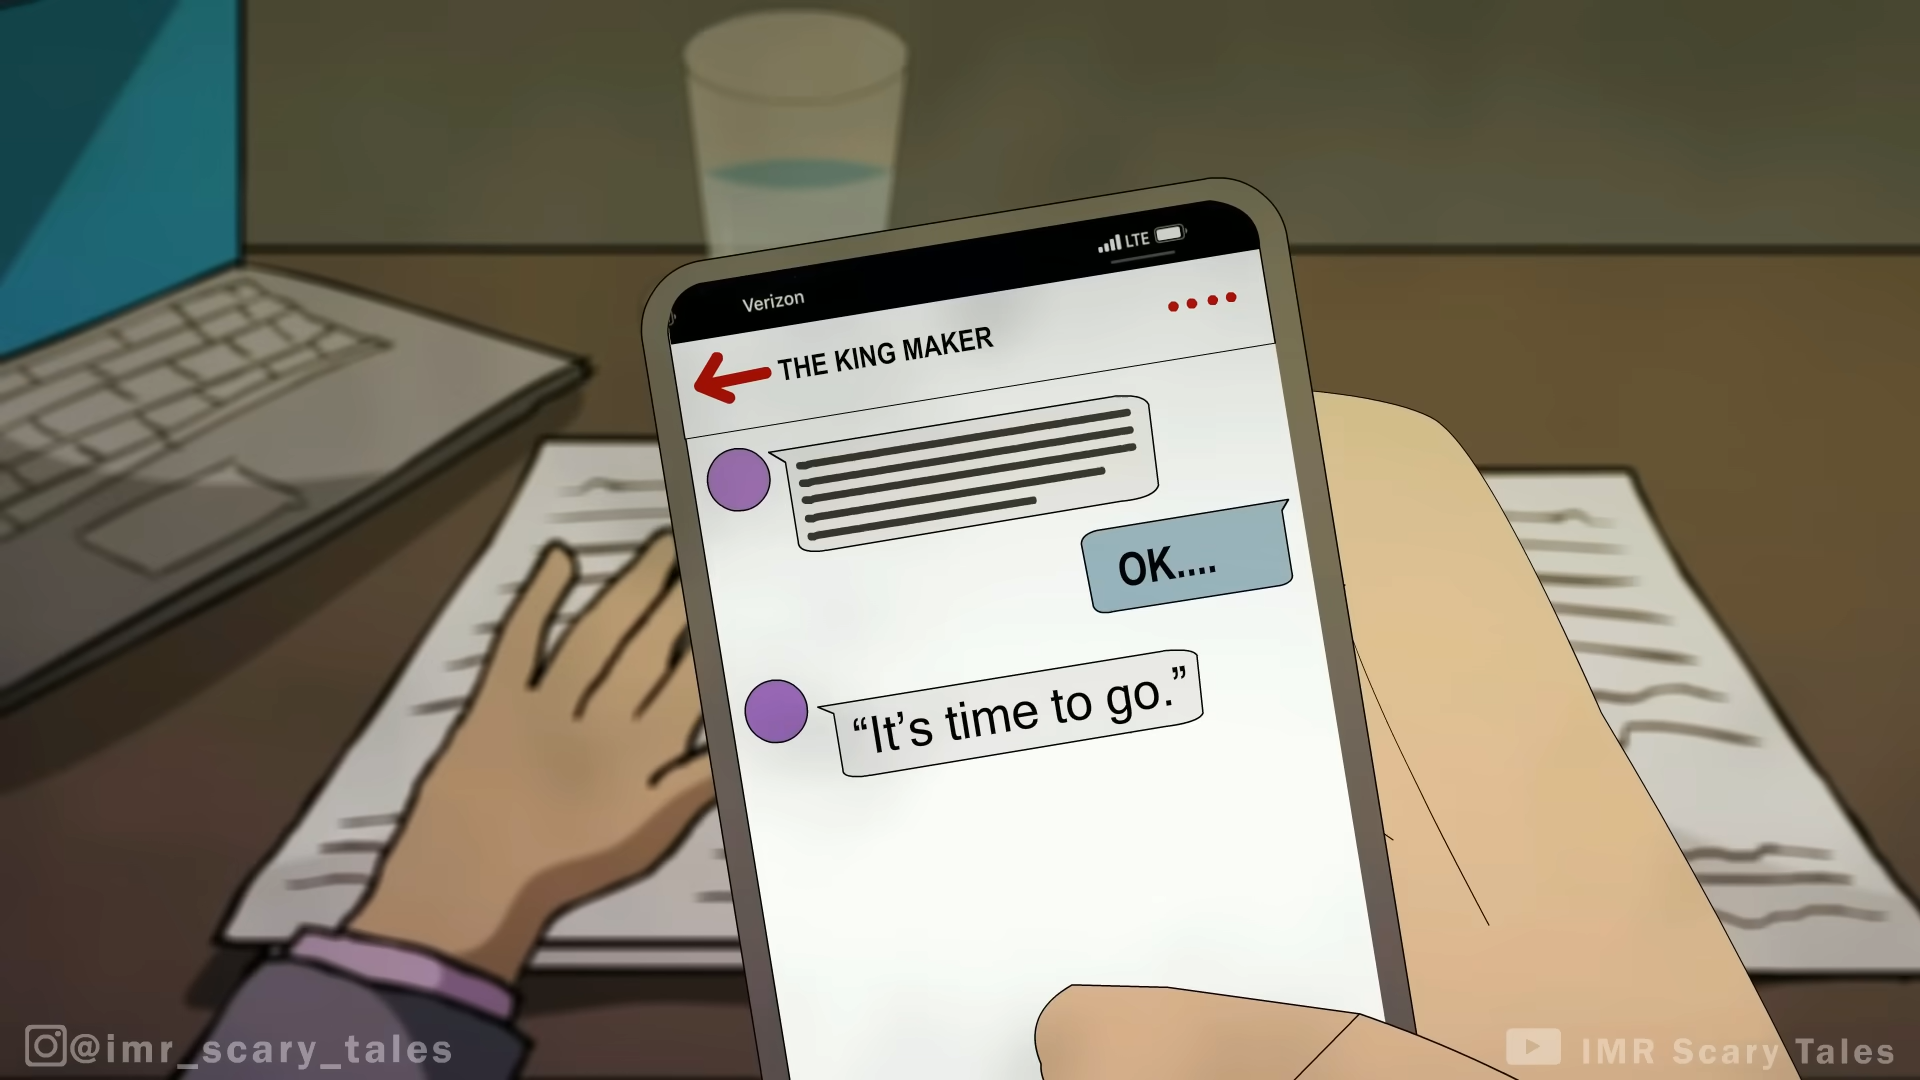 LTE
Verizon
THE KING MAKER
OK....
“It’s time to go.”
@imr_scary_tales
IMR Scary Tales